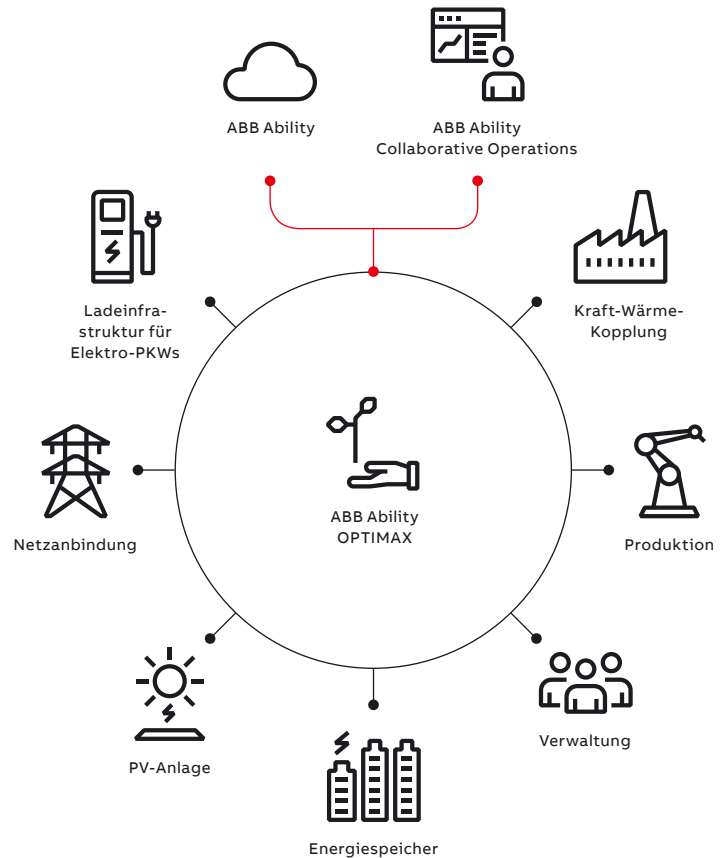 ABB Ability
ABB Ability
Collaborative Operations
Ladeinfra-
struktur für
Elektro-PKWs
Kraft-Wärme-
Kopplung
ABB Ability
OPTIMAX
Netzanbindung
Produktion
PV-Anlage
Verwaltung
Energiespeicher